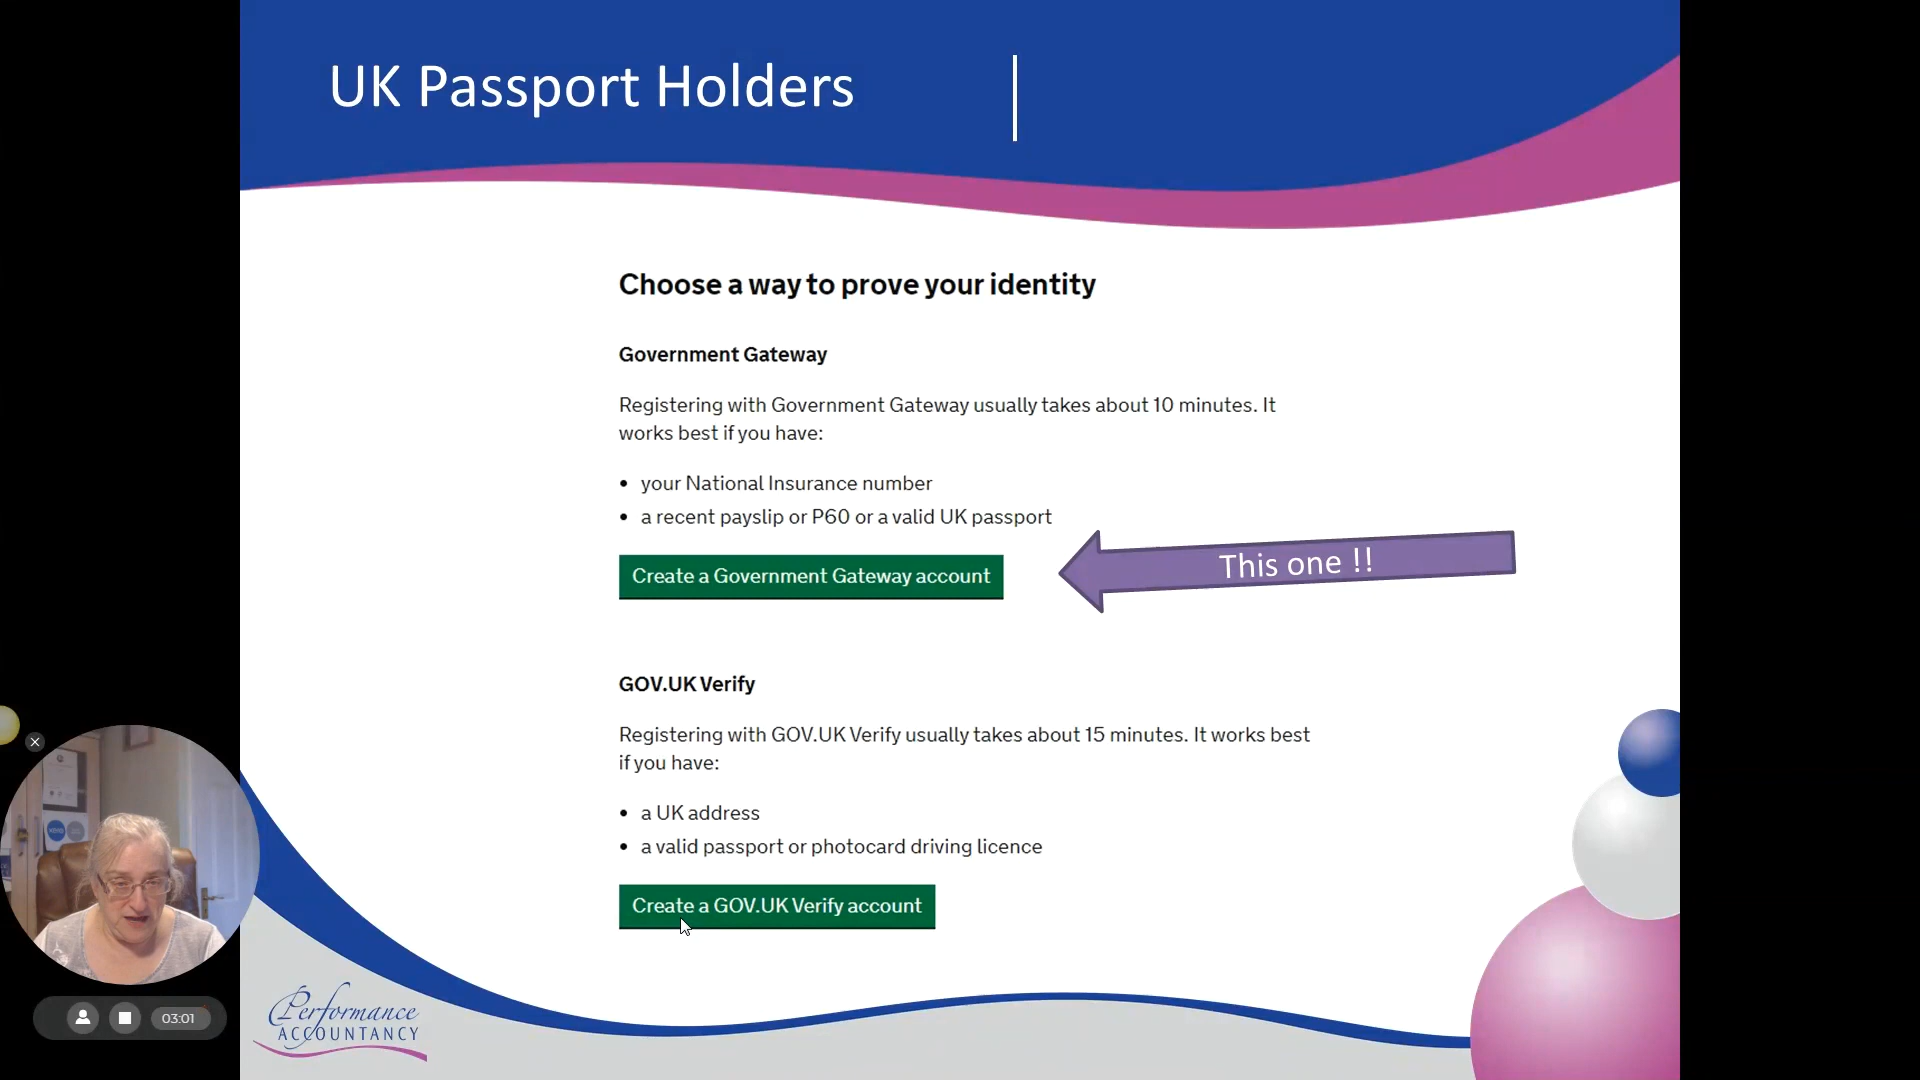 UK Passport Holders
Choose a way to prove your identity
Government Gateway
Registering with Government Gateway usually takes about 10 minutes. It
works best if you have:
• your National Insurance number
• a recent payslip or P60 or a valid UK passport
Create a Government Gateway account
This one !!
GOV.UK Verify
Registering with GOV.UK Verify usually takes about 15 minutes. It works best
if you have:
• a UK address
• a valid passport or photocard driving licence
Create a GOV.UK Verify account
03:01
Performance
ACCOUNTANCY